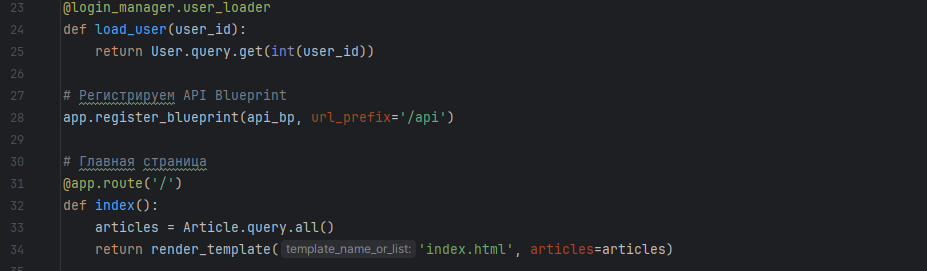 23 @login_manager.user_loader
24 def load_user(user_id):
25     return User.query.get(int(user_id))
26
27 # Регистрируем API Blueprint
28 app.register_blueprint(api_bp, url_prefix='/api')
29
30 # Главная страница
31 @app.route('/')
32 def index():
33     articles = Article.query.all()
34     return render_template( template_name_or_list: 'index.html', articles=articles)
35